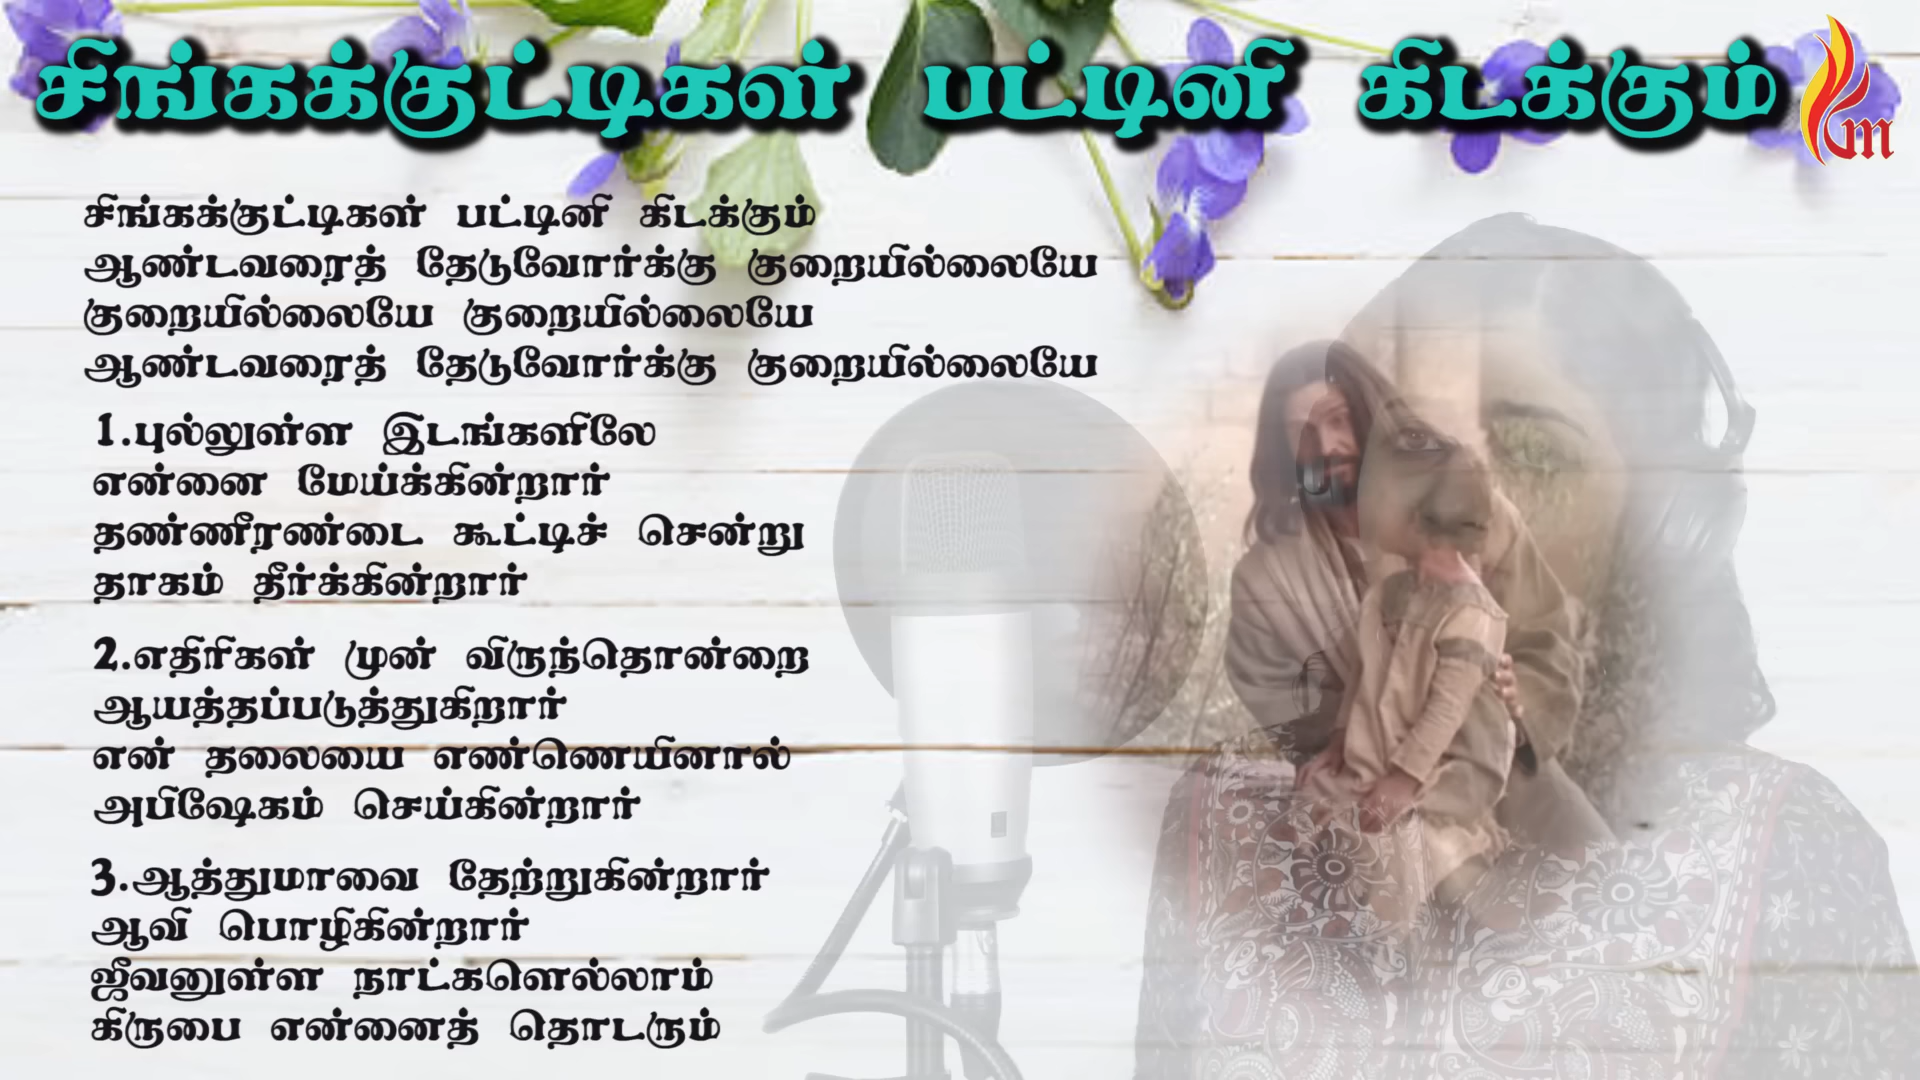 சிங்கக்குட்டிகள் பட்டினி கிடக்கும்
m
சிங்கக்குட்டிகள் பட்டினி கிடக்கும்
ஆண்டவரைத் தேடுவோர்க்கு குறையில்லையே
குறையில்லையே குறையில்லையே
ஆண்டவரைத் தேடுவோர்க்கு குறையில்லையே
1.புல்லுள்ள இடங்களிலே
என்னை மேய்க்கின்றார்
தண்ணீரண்டை கூட்டிச் சென்று
தாகம் தீர்க்கின்றார்
2.எதிரிகள் முன் விருந்தொன்றை
ஆயத்தப்படுத்துகிறார்
என் தலையை எண்ணெயினால்
அபிஷேகம் செய்கின்றார்
3.ஆத்துமாவை தேற்றுகின்றார்
ஆவி பொழிகின்றார்
ஜீவனுள்ள நாட்களெல்லாம்
கிருபை என்னைத் தொடரும்